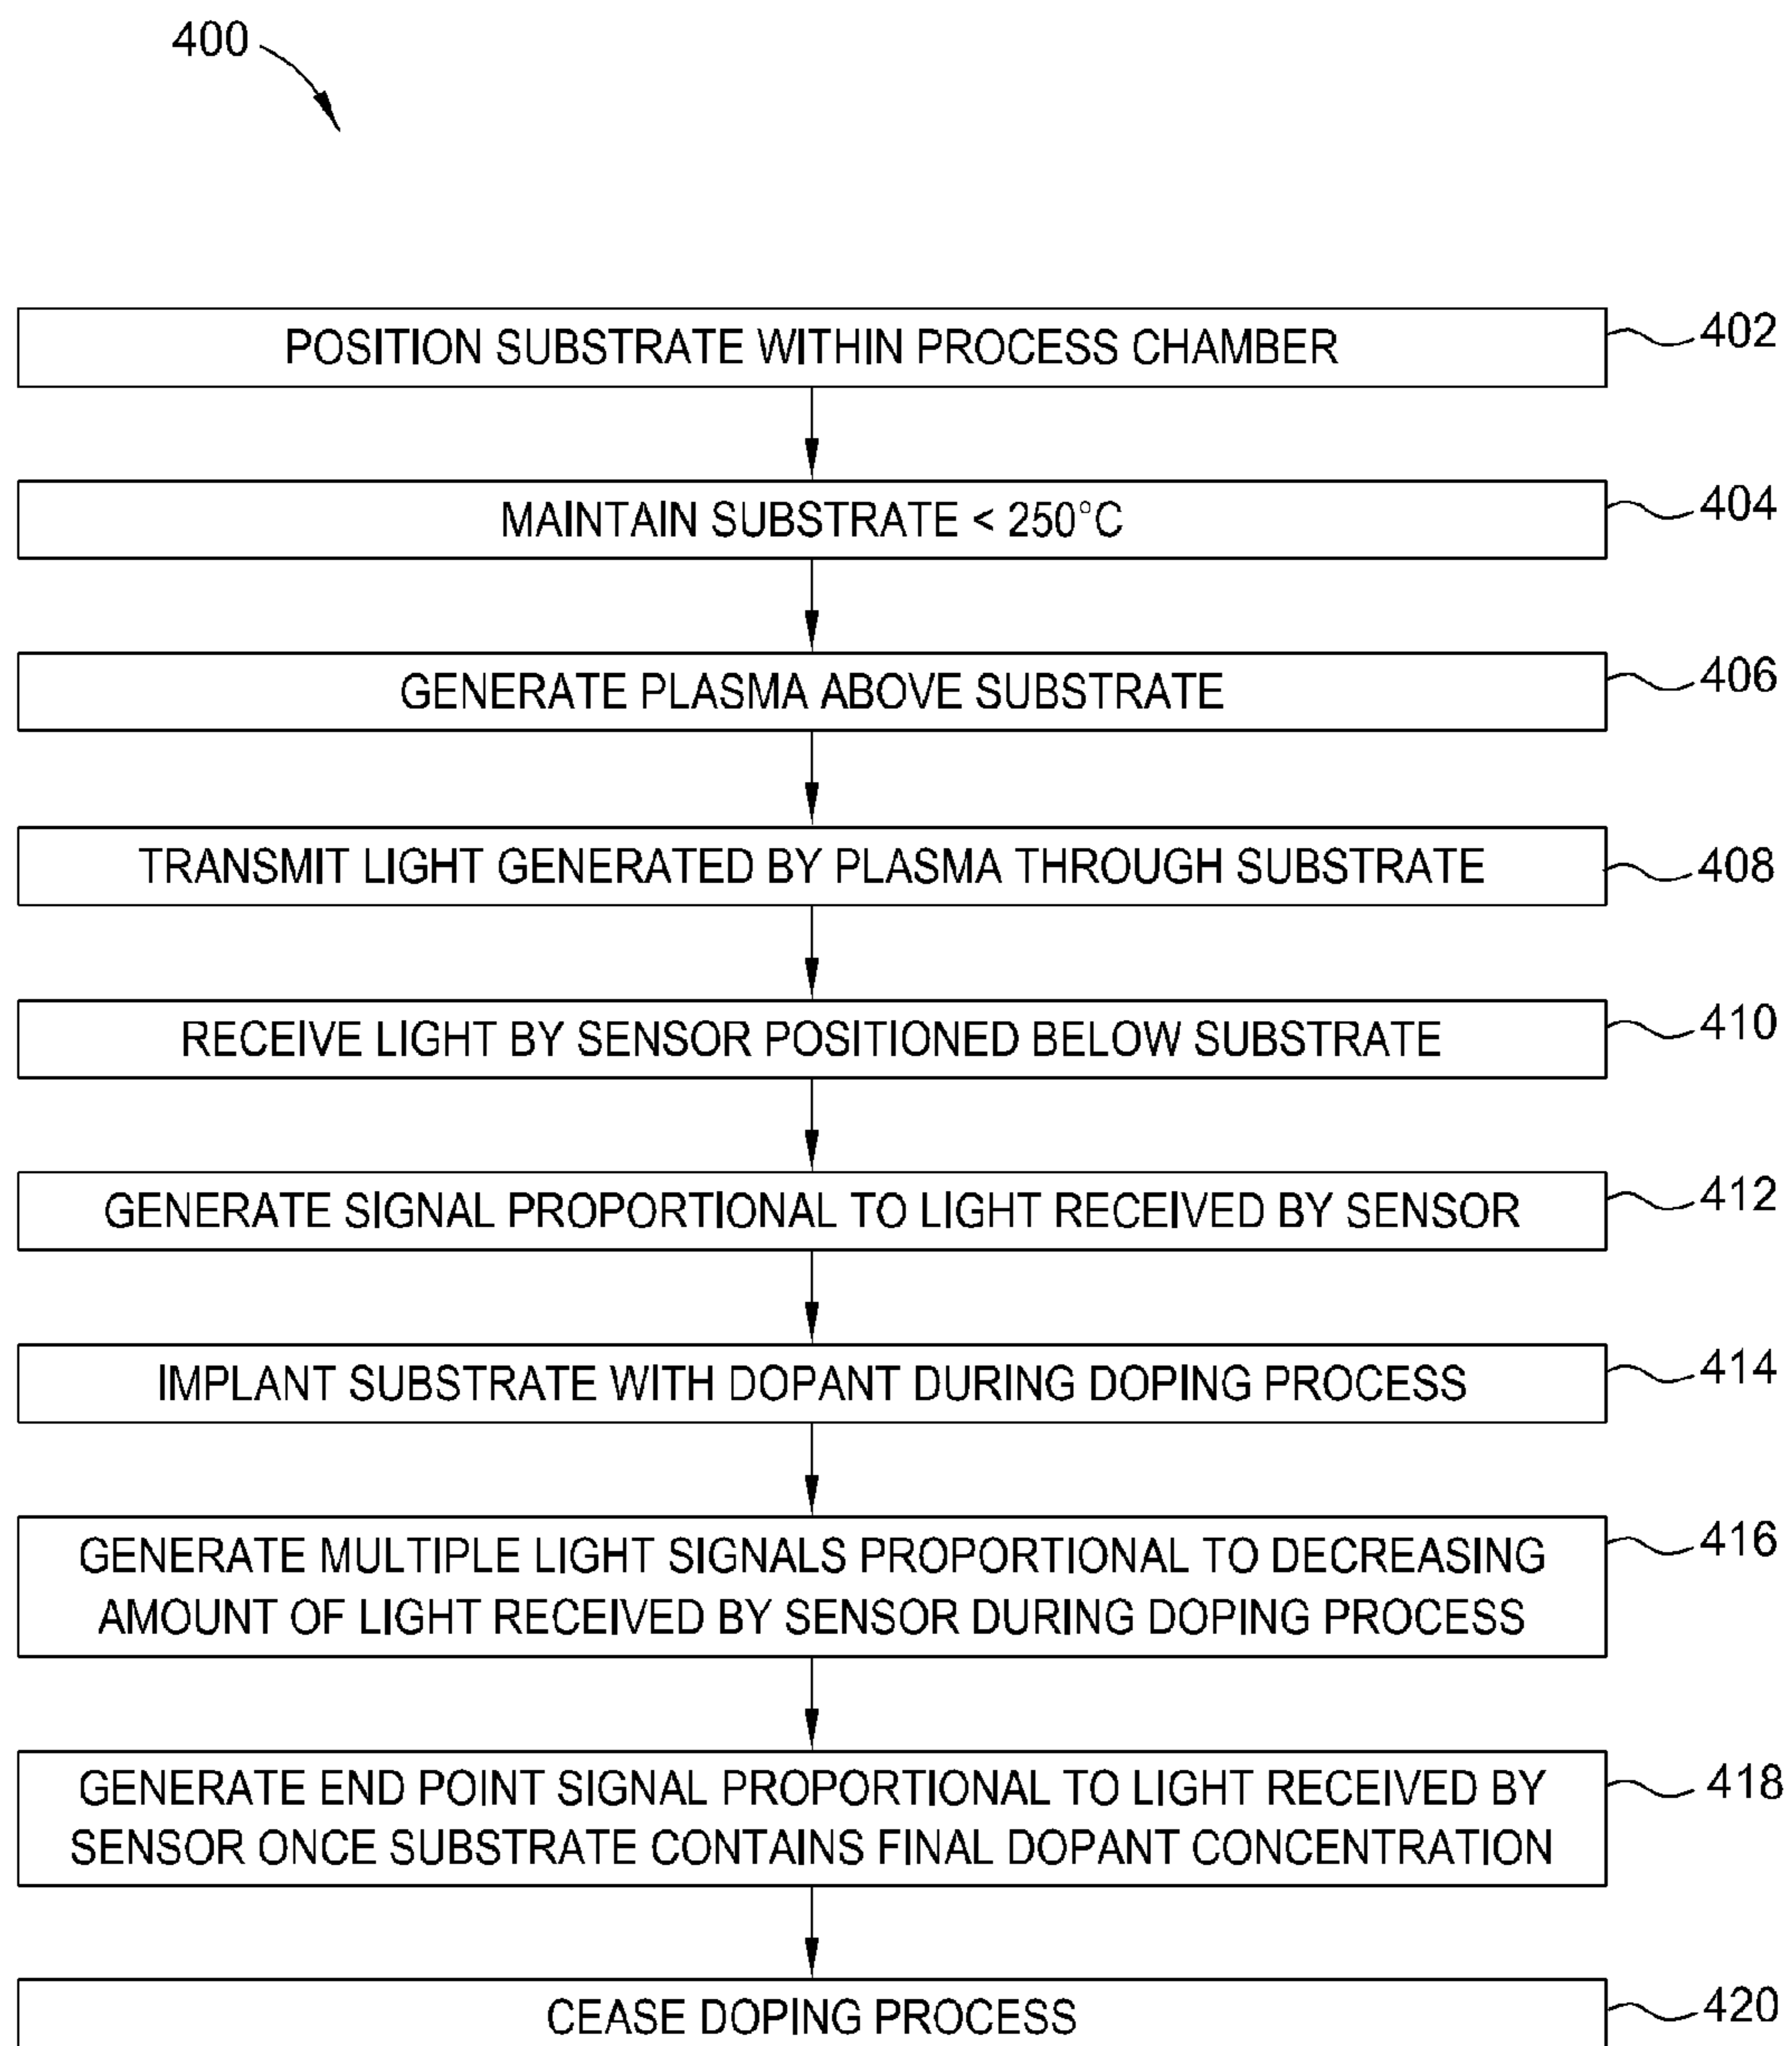 400
POSITION SUBSTRATE WITHIN PROCESS CHAMBER
402
MAINTAIN SUBSTRATE < 250°C
404
GENERATE PLASMA ABOVE SUBSTRATE
406
TRANSMIT LIGHT GENERATED BY PLASMA THROUGH SUBSTRATE
408
RECEIVE LIGHT BY SENSOR POSITIONED BELOW SUBSTRATE
410
GENERATE SIGNAL PROPORTIONAL TO LIGHT RECEIVED BY SENSOR
412
IMPLANT SUBSTRATE WITH DOPANT DURING DOPING PROCESS
414
GENERATE MULTIPLE LIGHT SIGNALS PROPORTIONAL TO DECREASING
AMOUNT OF LIGHT RECEIVED BY SENSOR DURING DOPING PROCESS
416
GENERATE END POINT SIGNAL PROPORTIONAL TO LIGHT RECEIVED BY
SENSOR ONCE SUBSTRATE CONTAINS FINAL DOPANT CONCENTRATION
418
CEASE DOPING PROCESS
420